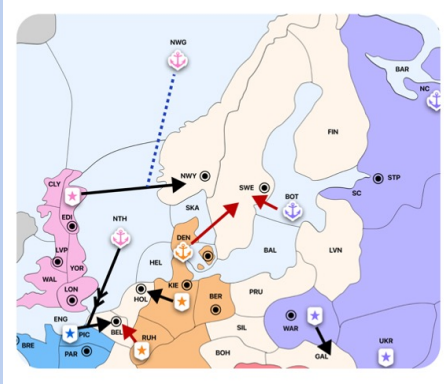 NWG
BAR
NC
FIN
CLY
NWY
SWE
STP
SC
BOT
EDI
NTH
SKA
DEN
LVP
YOR
HEL
BAL
LVN
WAL
LON
KIE
HOL
BER
PRU
ENG
PIC
BEL
RUH
SIL
WAR
BRE
PAR
BOH
GAL
UKR